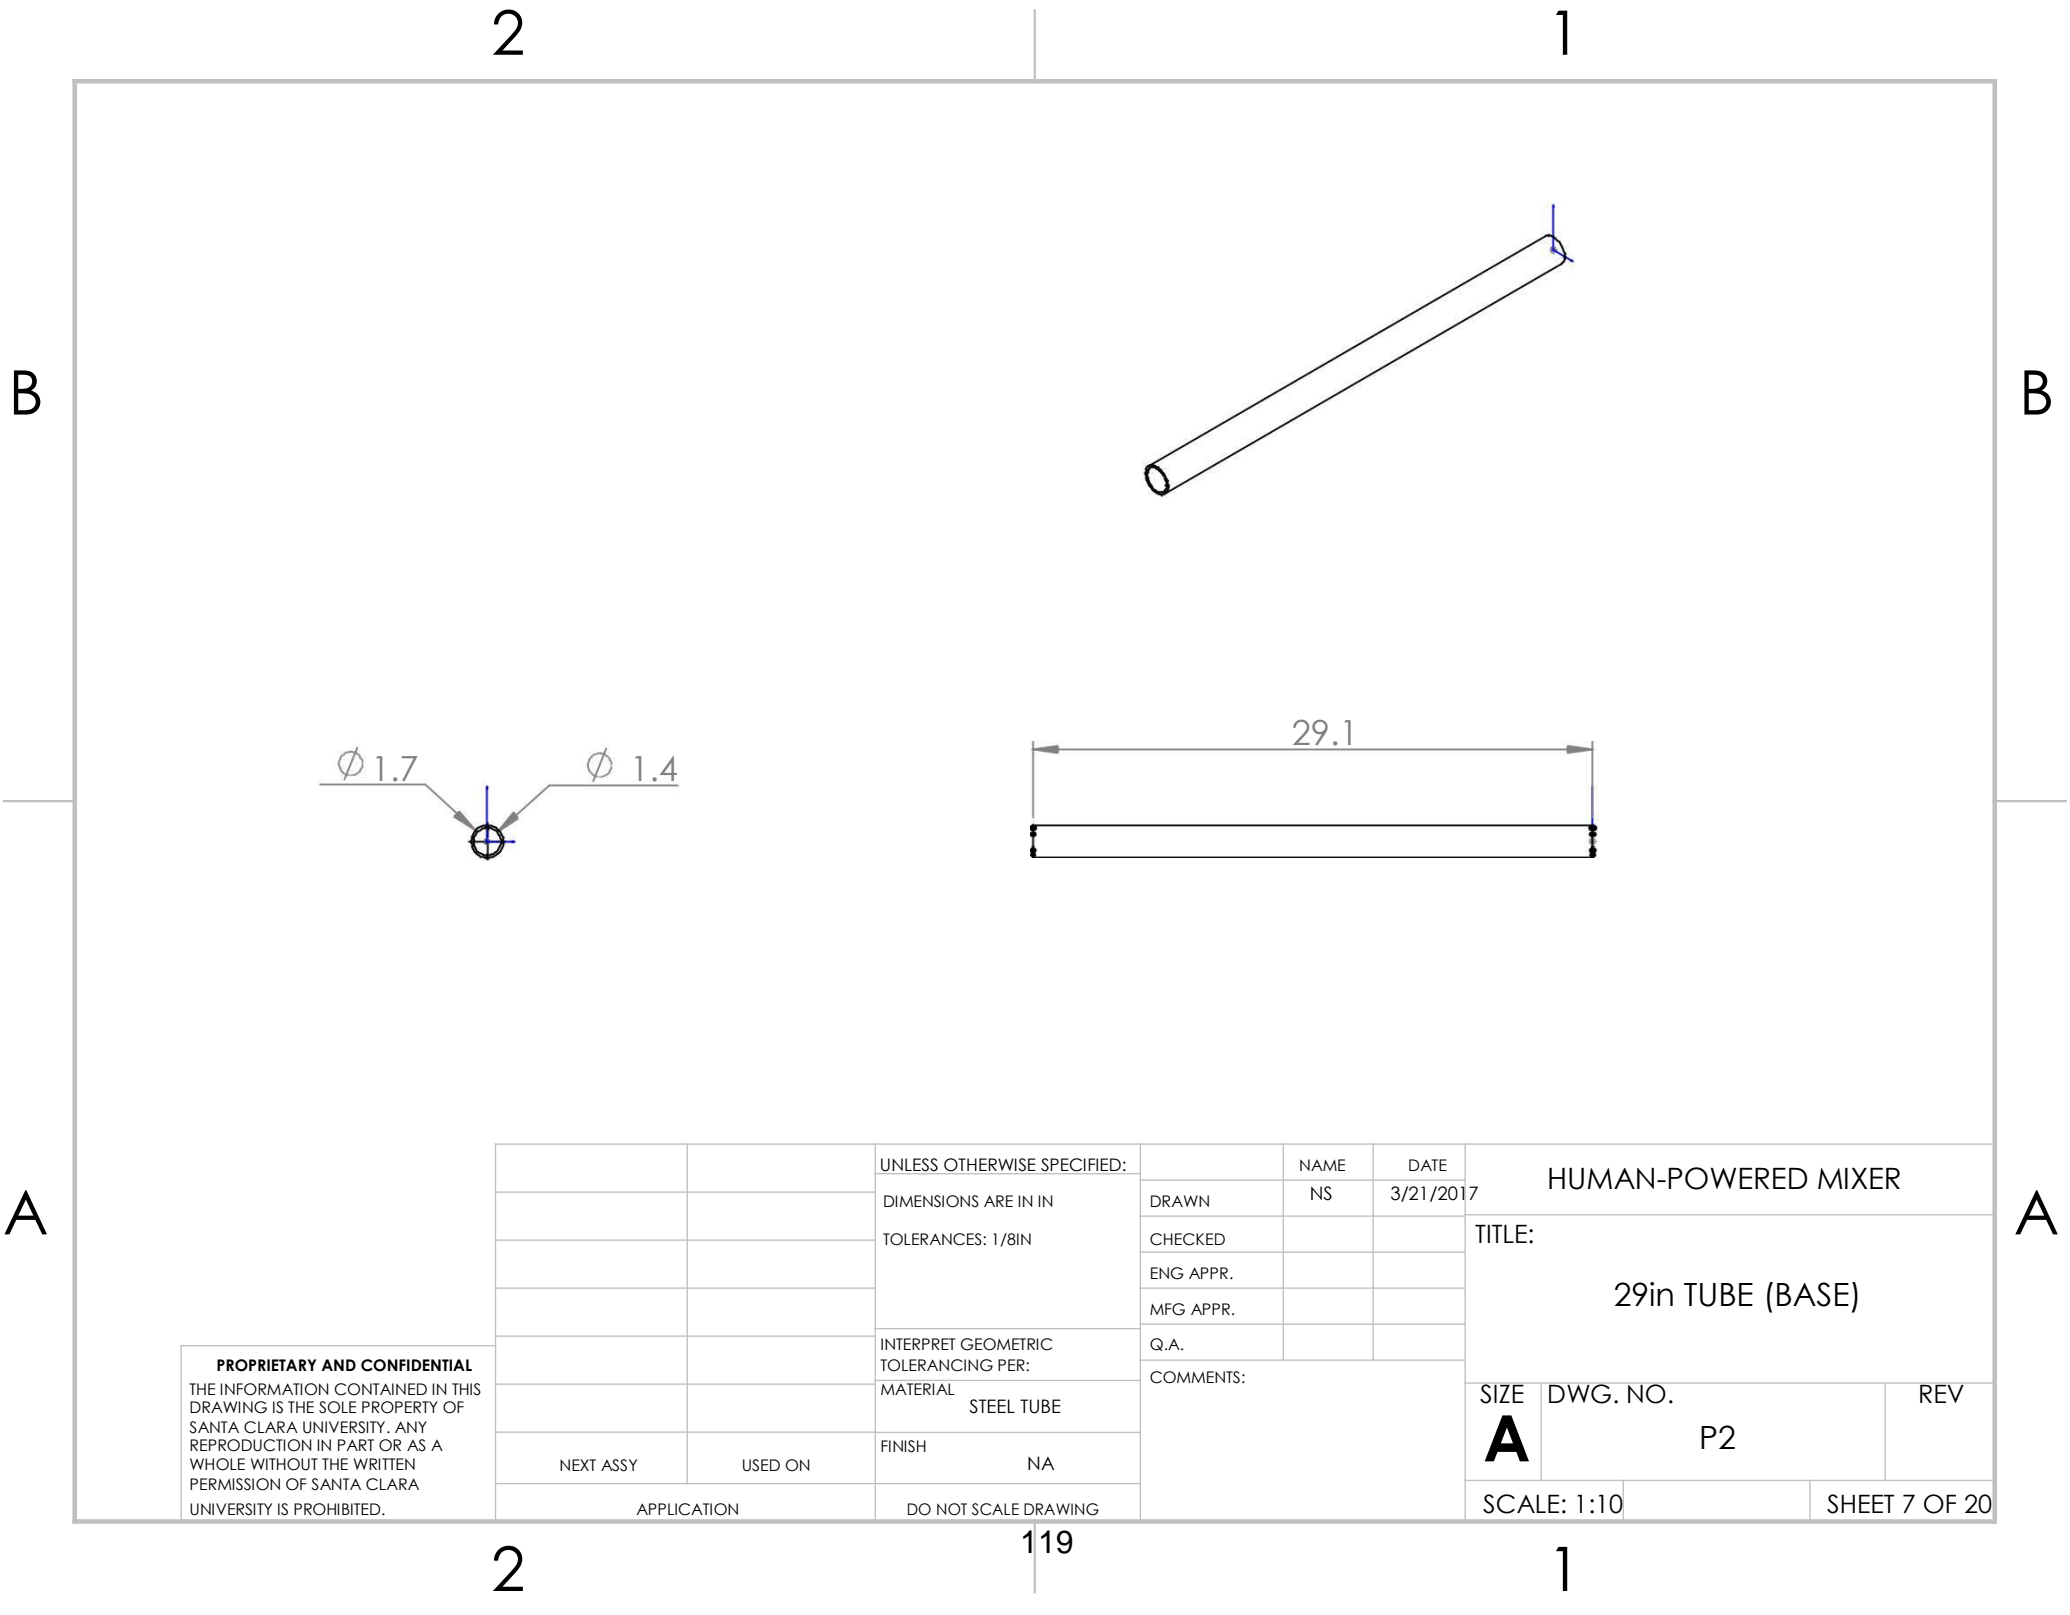 2 1
B B
29.1
⌀1.7 ⌀ 1.4
A A
UNLESS OTHERWISE SPECIFIED:
DIMENSIONS ARE IN IN
TOLERANCES: 1/8IN
INTERPRET GEOMETRIC
TOLERANCING PER:
MATERIAL
STEEL TUBE
FINISH
NA
DO NOT SCALE DRAWING
NAME DATE
DRAWN NS 3/21/2017
CHECKED
ENG APPR.
MFG APPR.
Q.A.
COMMENTS:
HUMAN-POWERED MIXER
TITLE:
29in TUBE (BASE)
SIZE DWG. NO. REV
A P2
SCALE: 1:10 SHEET 7 OF 20
PROPRIETARY AND CONFIDENTIAL
THE INFORMATION CONTAINED IN THIS
DRAWING IS THE SOLE PROPERTY OF
SANTA CLARA UNIVERSITY. ANY
REPRODUCTION IN PART OR AS A
WHOLE WITHOUT THE WRITTEN
PERMISSION OF SANTA CLARA
UNIVERSITY IS PROHIBITED.
NEXT ASSY USED ON
APPLICATION
119
2 1